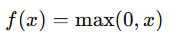 f(x) = max(0, x)